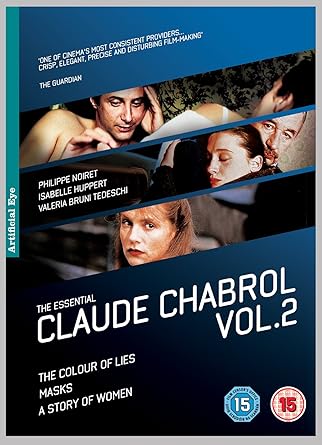 "ONE OF CINEMA'S MOST CONSISTENT PROVIDERS...
CRISP, ELEGANT, PRECISE AND DISTURBING FILM-MAKING"
THE GUARDIAN
PHILIPPE NOIRET
ISABELLE HUPPERT
VALERIA BRUNI TEDESCHI
Artificial Eye
THE ESSENTIAL
CLAUDE CHABROL
VOL.2
THE COLOUR OF LIES
MASKS
A STORY OF WOMEN
15
15